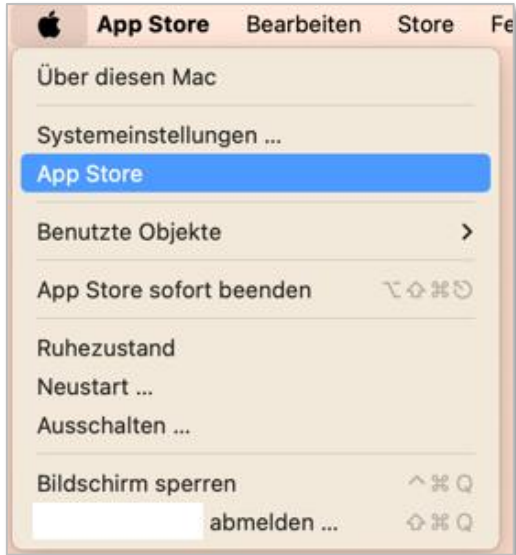 App Store Bearbeiten Store Fe
Über diesen Mac
Systemeinstellungen ...
App Store
Benutzte Objekte >
App Store sofort beenden ⌥⇧⌘⎋
Ruhezustand
Neustart ...
Ausschalten ...
Bildschirm sperren ^⌘Q
abmelden ... ⇧⌘Q